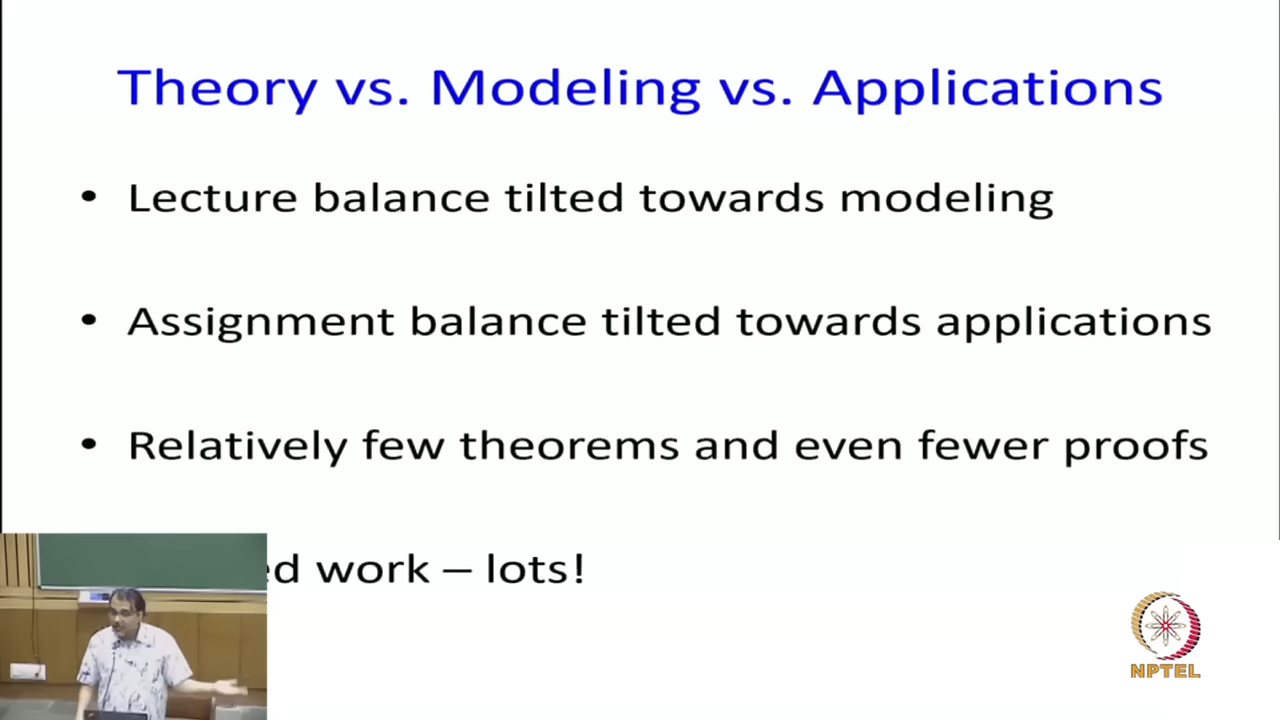 Theory vs. Modeling vs. Applications
• Lecture balance tilted towards modeling
• Assignment balance tilted towards applications
• Relatively few theorems and even fewer proofs
work – lots!
NPTEL